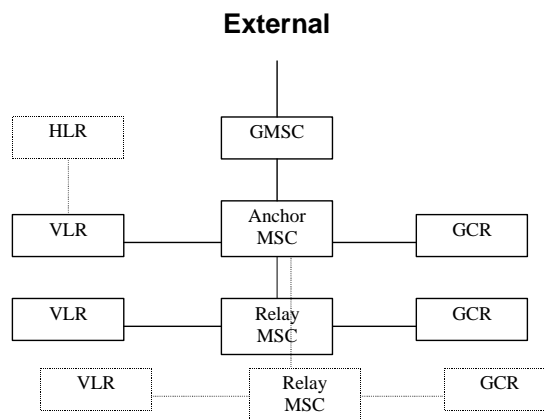 External
HLR
GMSC
VLR
Anchor
MSC
GCR
VLR
Relay
MSC
GCR
VLR
Relay
MSC
GCR